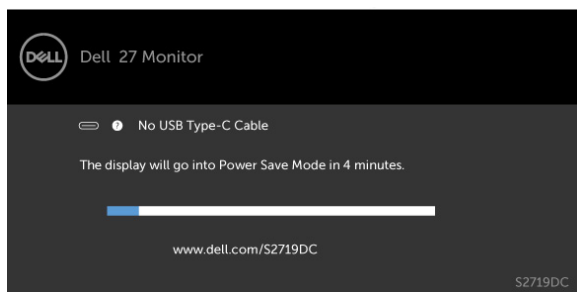 DELL
Dell 27 Monitor
? No USB Type-C Cable
The display will go into Power Save Mode in 4 minutes.
www.dell.com/S2719DC
S2719DC